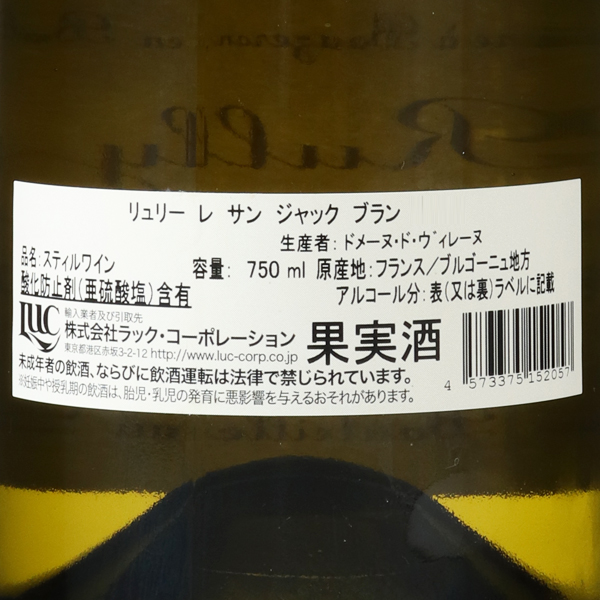 Bouzeron, en
Rully
リュリー レ サン ジャック ブラン
生産者: ドメーヌ・ド・ヴィレーヌ
品名: スティルワイン
容量: 750 ml 原産地: フランス/ブルゴーニュ地方
酸化防止剤(亜硫酸塩)含有
アルコール分: 表(又は裏)ラベルに記載
LUC
輸入業者及び引取先
株式会社ラック・コーポレーション
東京都港区赤坂3-2-12 http://www.luc-corp.co.jp
果実酒
未成年者の飲酒、ならびに飲酒運転は法律で禁じられています。
※妊娠中や授乳期の飲酒は、胎児・乳児の発育に悪影響を与えるおそれがあります。
4 573375 152057